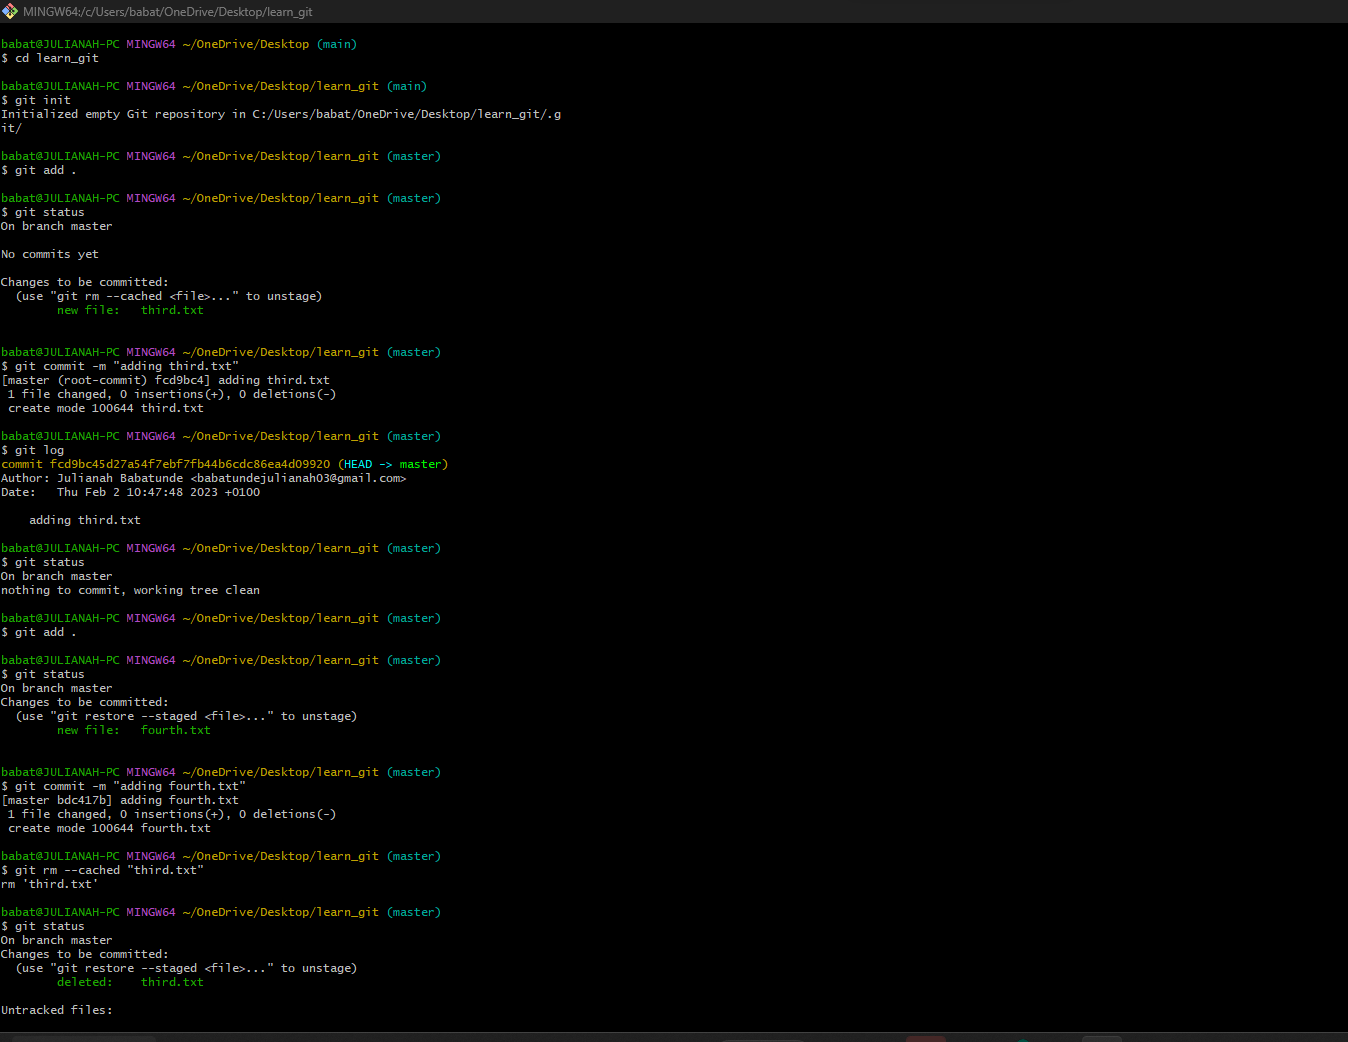 MINGW64:/c/Users/babat/OneDrive/Desktop/learn_git
babat@JULIANAH-PC MINGW64 ~/OneDrive/Desktop (main)
$ cd learn_git
babat@JULIANAH-PC MINGW64 ~/OneDrive/Desktop/learn_git (main)
$ git init
Initialized empty Git repository in C:/Users/babat/OneDrive/Desktop/learn_git/.g
it/
babat@JULIANAH-PC MINGW64 ~/OneDrive/Desktop/learn_git (master)
$ git add .
babat@JULIANAH-PC MINGW64 ~/OneDrive/Desktop/learn_git (master)
$ git status
On branch master
No commits yet
Changes to be committed:
  (use "git rm --cached <file>..." to unstage)
        new file:   third.txt
babat@JULIANAH-PC MINGW64 ~/OneDrive/Desktop/learn_git (master)
$ git commit -m "adding third.txt"
[master (root-commit) fcd9bc4] adding third.txt
 1 file changed, 0 insertions(+), 0 deletions(-)
 create mode 100644 third.txt
babat@JULIANAH-PC MINGW64 ~/OneDrive/Desktop/learn_git (master)
$ git log
commit fcd9bc45d27a54f7ebf7fb44b6cdc86ea4d09920 (HEAD -> master)
Author: Julianah Babatunde <babatundejulianah03@gmail.com>
Date:   Thu Feb 2 10:47:48 2023 +0100
    adding third.txt
babat@JULIANAH-PC MINGW64 ~/OneDrive/Desktop/learn_git (master)
$ git status
On branch master
nothing to commit, working tree clean
babat@JULIANAH-PC MINGW64 ~/OneDrive/Desktop/learn_git (master)
$ git add .
babat@JULIANAH-PC MINGW64 ~/OneDrive/Desktop/learn_git (master)
$ git status
On branch master
Changes to be committed:
  (use "git restore --staged <file>..." to unstage)
        new file:   fourth.txt
babat@JULIANAH-PC MINGW64 ~/OneDrive/Desktop/learn_git (master)
$ git commit -m "adding fourth.txt"
[master bdc417b] adding fourth.txt
 1 file changed, 0 insertions(+), 0 deletions(-)
 create mode 100644 fourth.txt
babat@JULIANAH-PC MINGW64 ~/OneDrive/Desktop/learn_git (master)
$ git rm --cached "third.txt"
rm 'third.txt'
babat@JULIANAH-PC MINGW64 ~/OneDrive/Desktop/learn_git (master)
$ git status
On branch master
Changes to be committed:
  (use "git restore --staged <file>..." to unstage)
        deleted:    third.txt
Untracked files: